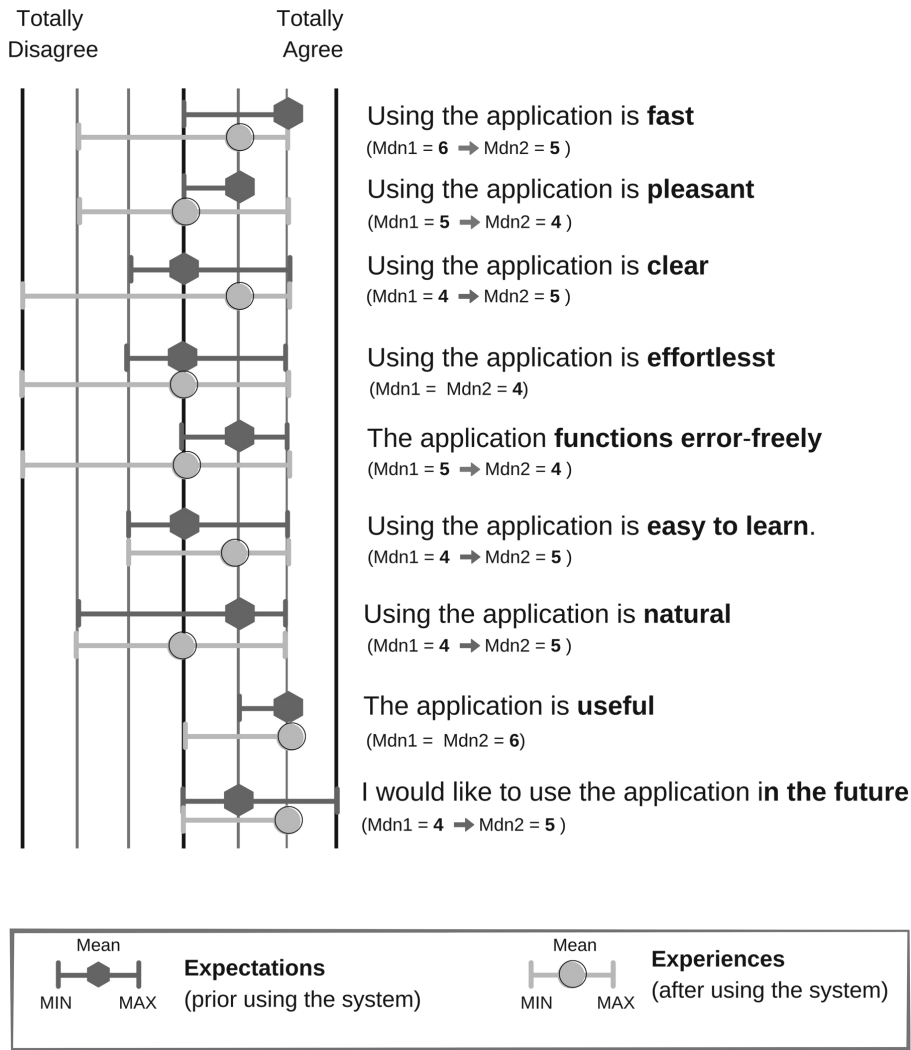 Totally Disagree
Totally Agree
Using the application is fast
(Mdn1 = 6 ➔ Mdn2 = 5 )
Using the application is pleasant
(Mdn1 = 5 ➔ Mdn2 = 4 )
Using the application is clear
(Mdn1 = 4 ➔ Mdn2 = 5 )
Using the application is effortlesst
(Mdn1 = Mdn2 = 4)
The application functions error-freely
(Mdn1 = 5 ➔ Mdn2 = 4 )
Using the application is easy to learn.
(Mdn1 = 4 ➔ Mdn2 = 5 )
Using the application is natural
(Mdn1 = 4 ➔ Mdn2 = 5 )
The application is useful
(Mdn1 = Mdn2 = 6)
I would like to use the application in the future
(Mdn1 = 4 ➔ Mdn2 = 5 )
Mean
MIN MAX
Expectations
(prior using the system)
Mean
MIN MAX
Experiences
(after using the system)